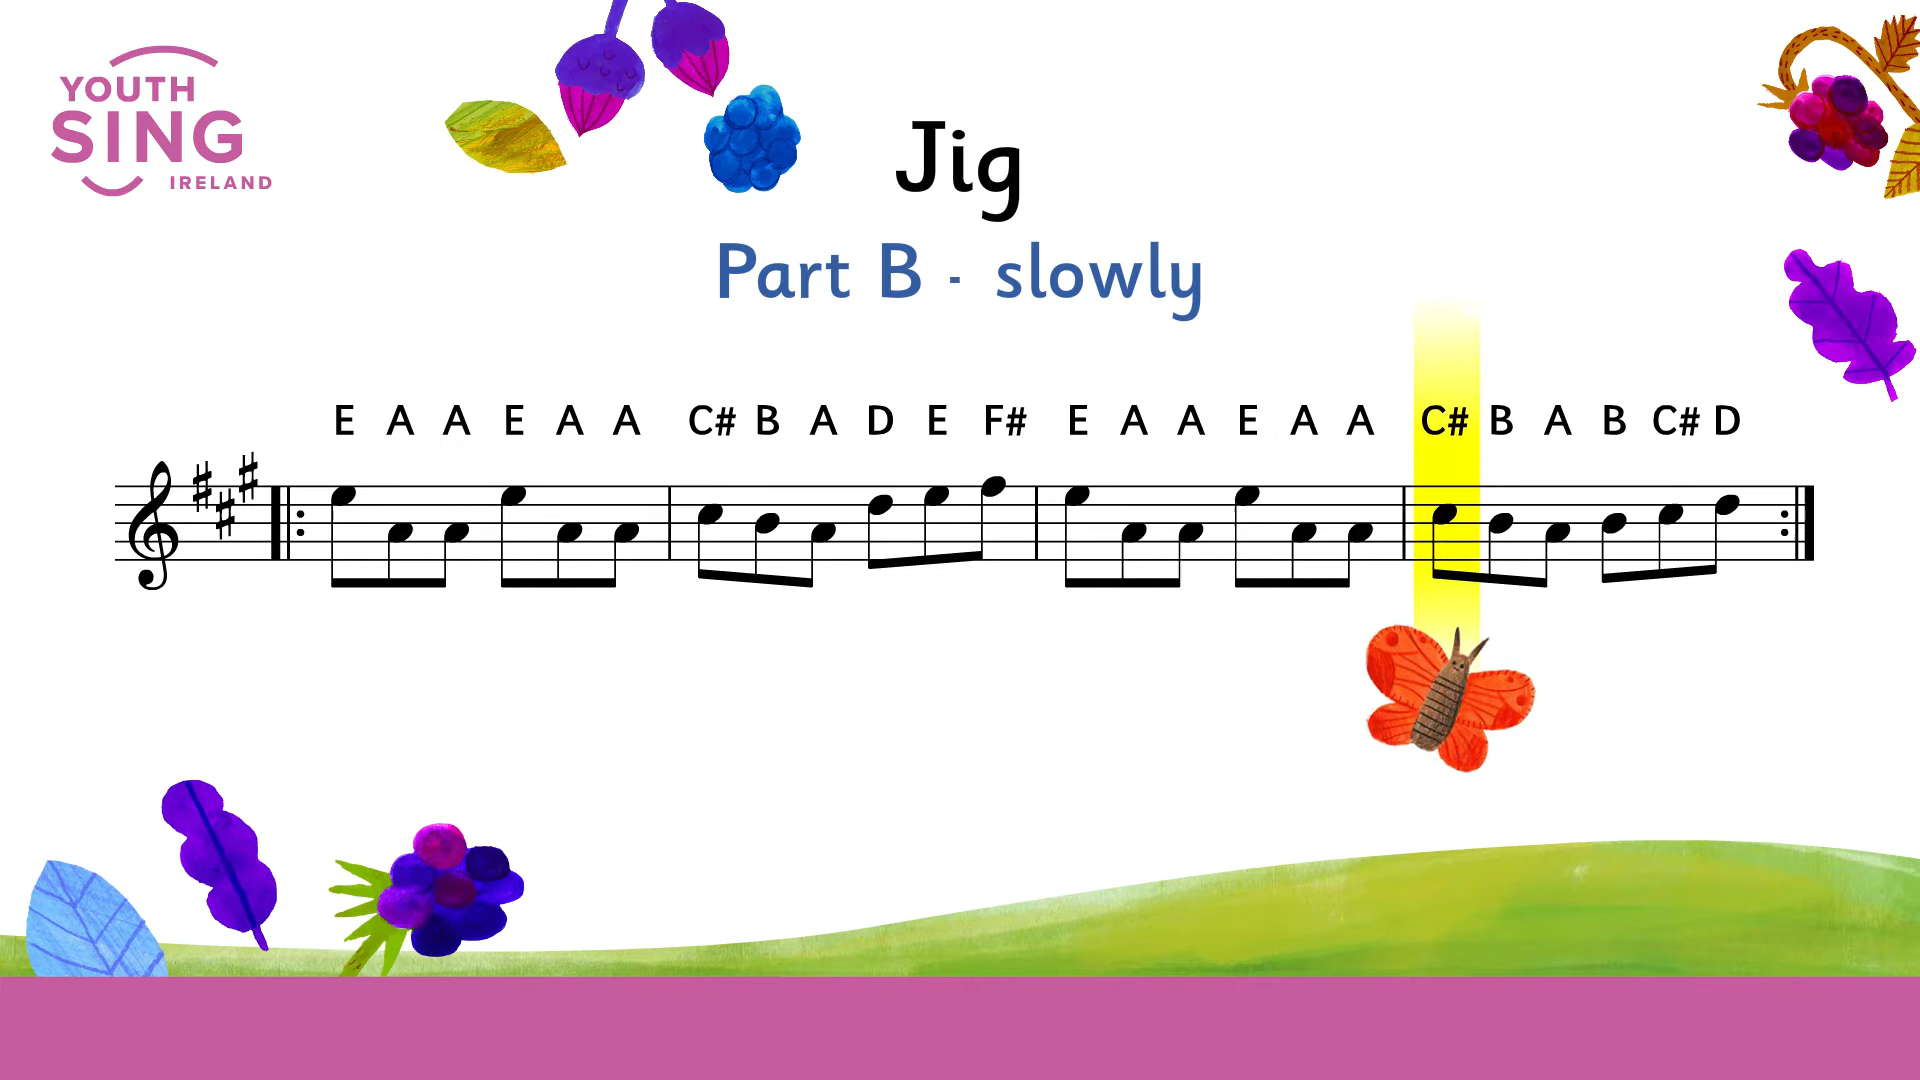 YOUTH
SING
IRELAND
Jig
Part B - slowly
E A A E A A C# B A D E F# E A A E A A C# B A B C# D